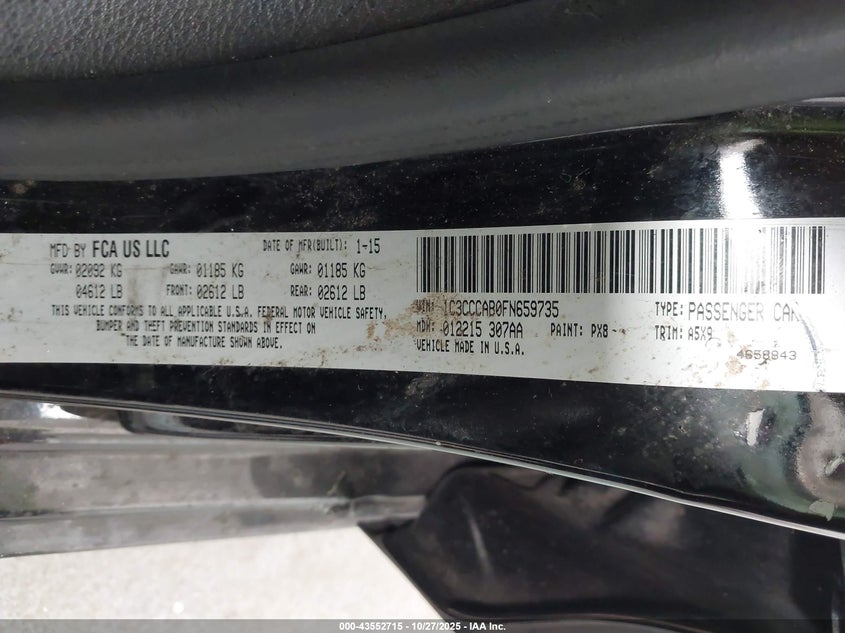 MFD BY FCA US LLC DATE OF MFR(BUILT): 1-15
GVWR: 02092 KG GAWR: 01185 KG GAWR: 01185 KG
04612 LB FRONT: 02612 LB REAR: 02612 LB
THIS VEHICLE CONFORMS TO ALL APPLICABLE U.S.A. FEDERAL MOTOR VEHICLE SAFETY,
BUMPER AND THEFT PREVENTION STANDARDS IN EFFECT ON
THE DATE OF MANUFACTURE SHOWN ABOVE.
VIN: 1C3CCCAB0FN659735 TYPE: PASSENGER CAR
MDH: 012215 307AA PAINT: PX8 TRIM: A5X9
VEHICLE MADE IN U.S.A.
4658843
000-43552715 - 10/27/2025 - IAA Inc.